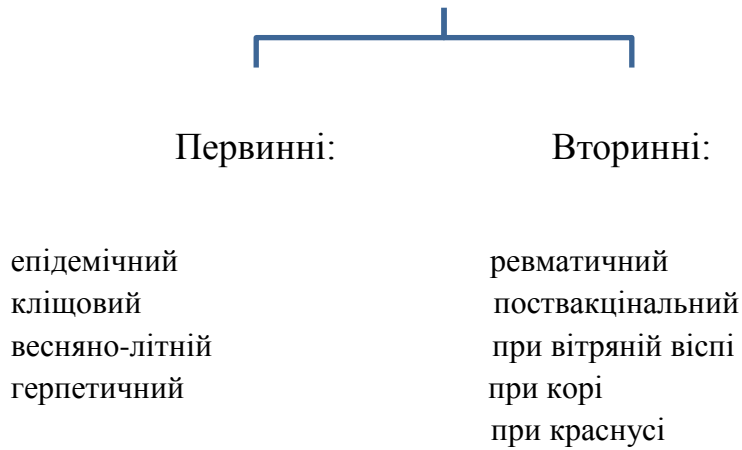 Первинні: Вторинні:
епідемічний ревматичний
кліщовий поствакцінальний
весняно-літній при вітряній віспі
герпетичний при корі
при краснусі